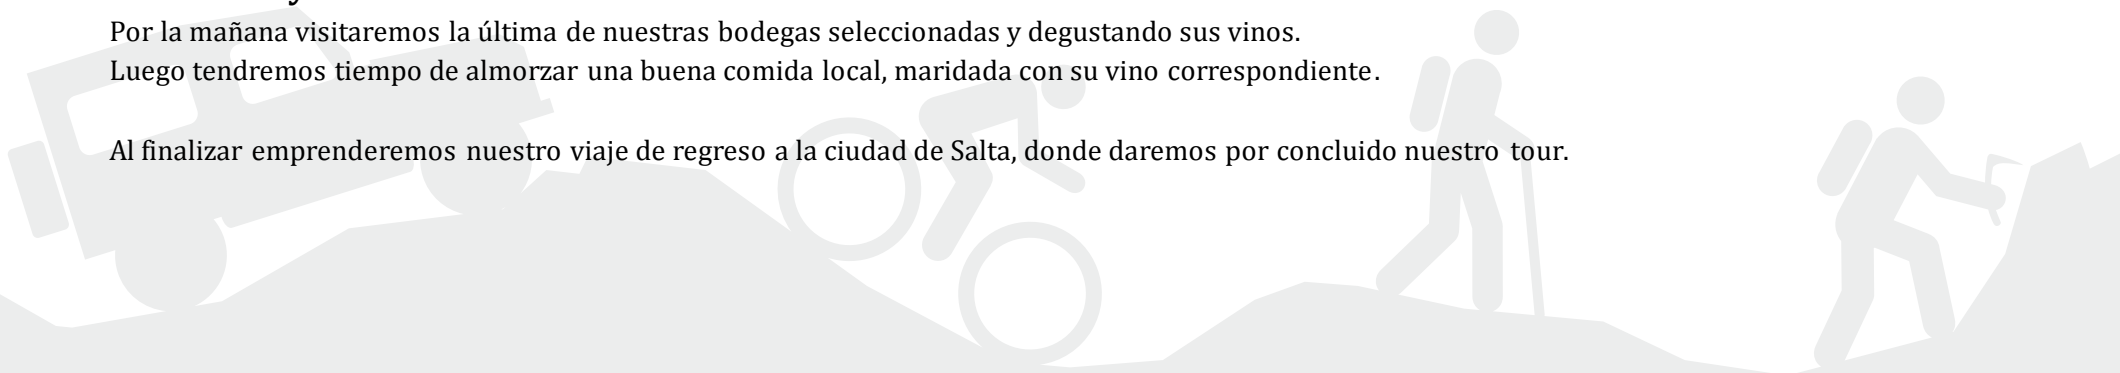 Por la mañana visitaremos la última de nuestras bodegas seleccionadas y degustando sus vinos.
Luego tendremos tiempo de almorzar una buena comida local, maridada con su vino correspondiente.
Al finalizar emprenderemos nuestro viaje de regreso a la ciudad de Salta, donde daremos por concluido nuestro tour.